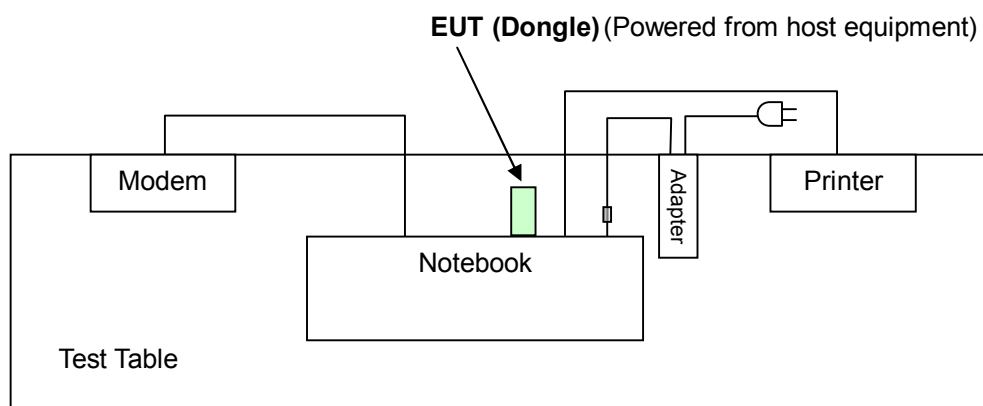 EUT (Dongle) (Powered from host equipment)
Modem
Adapter
Printer
Notebook
Test Table